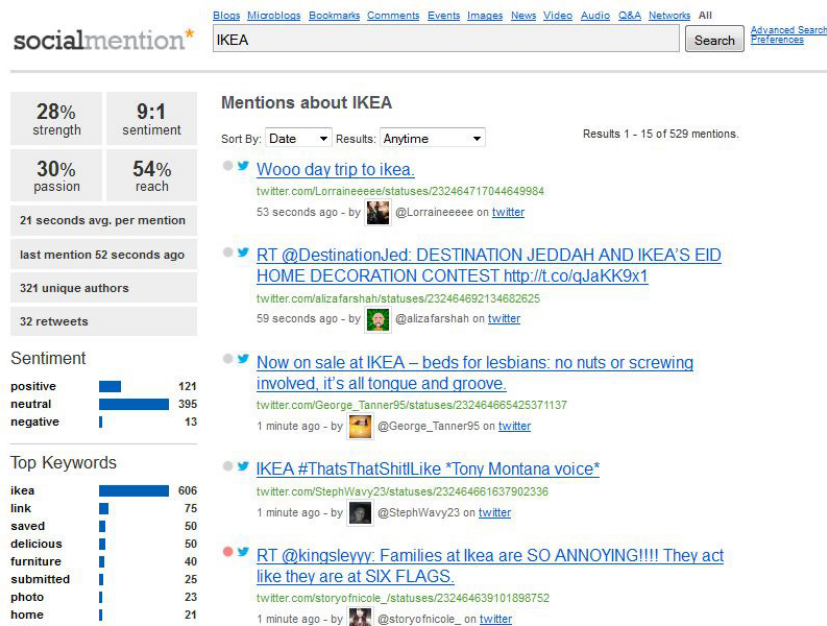 Blogs Microblogs Bookmarks Comments Events Images News Video Audio Q&A Networks All
socialmention*
IKEA
Search
Advanced Search
Preferences
28%
strength
9:1
sentiment
30%
passion
54%
reach
21 seconds avg. per mention
last mention 52 seconds ago
321 unique authors
32 retweets
Sentiment
positive 121
neutral 395
negative 13
Top Keywords
ikea 606
link 75
saved 50
delicious 50
furniture 40
submitted 25
photo 23
home 21
Mentions about IKEA
Sort By: Date Results: Anytime
Results 1 - 15 of 529 mentions.
Wooo day trip to ikea.
twitter.com/Lorraineeeee/statuses/232464717044649984
53 seconds ago - by @Lorraineeeee on twitter
RT @DestinationJed: DESTINATION JEDDAH AND IKEA'S EID
HOME DECORATION CONTEST http://t.co/qJaKK9x1
twitter.com/alizafarshah/statuses/232464692134682625
59 seconds ago - by @alizafarshah on twitter
Now on sale at IKEA – beds for lesbians: no nuts or screwing
involved, it's all tongue and groove.
twitter.com/George_Tanner95/statuses/232464665425371137
1 minute ago - by @George_Tanner95 on twitter
IKEA #ThatsThatShitILike *Tony Montana voice*
twitter.com/StephWavy23/statuses/232464661637902336
1 minute ago - by @StephWavy23 on twitter
RT @kingsleyyy: Families at Ikea are SO ANNOYING!!!! They act
like they are at SIX FLAGS.
twitter.com/storyofnicole_/statuses/232464639101898752
1 minute ago - by @storyofnicole_ on twitter